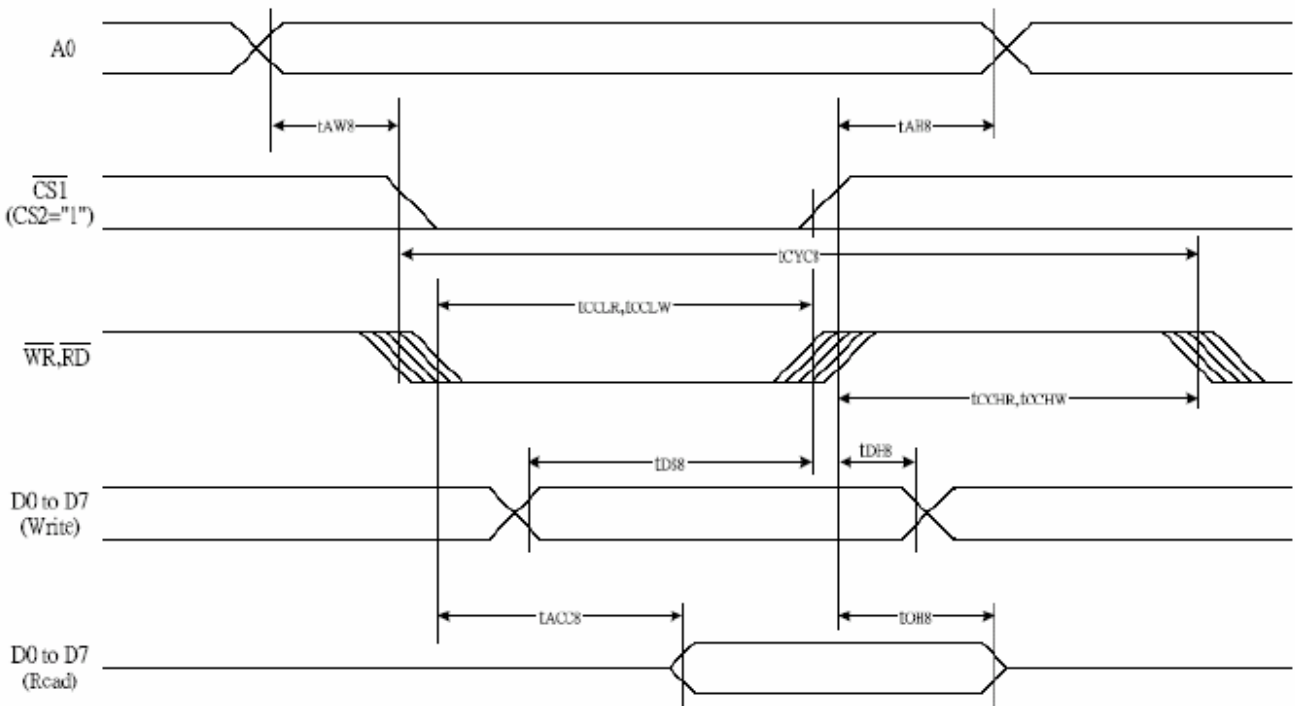 A0
tAW8
tAH8
CS1
(CS2="1")
tCYC8
tCCLR,tCCLW
WR,RD
tCCHR,tCCHW
tDS8
tDH8
D0 to D7
(Write)
tACC8
tOH8
D0 to D7
(Read)